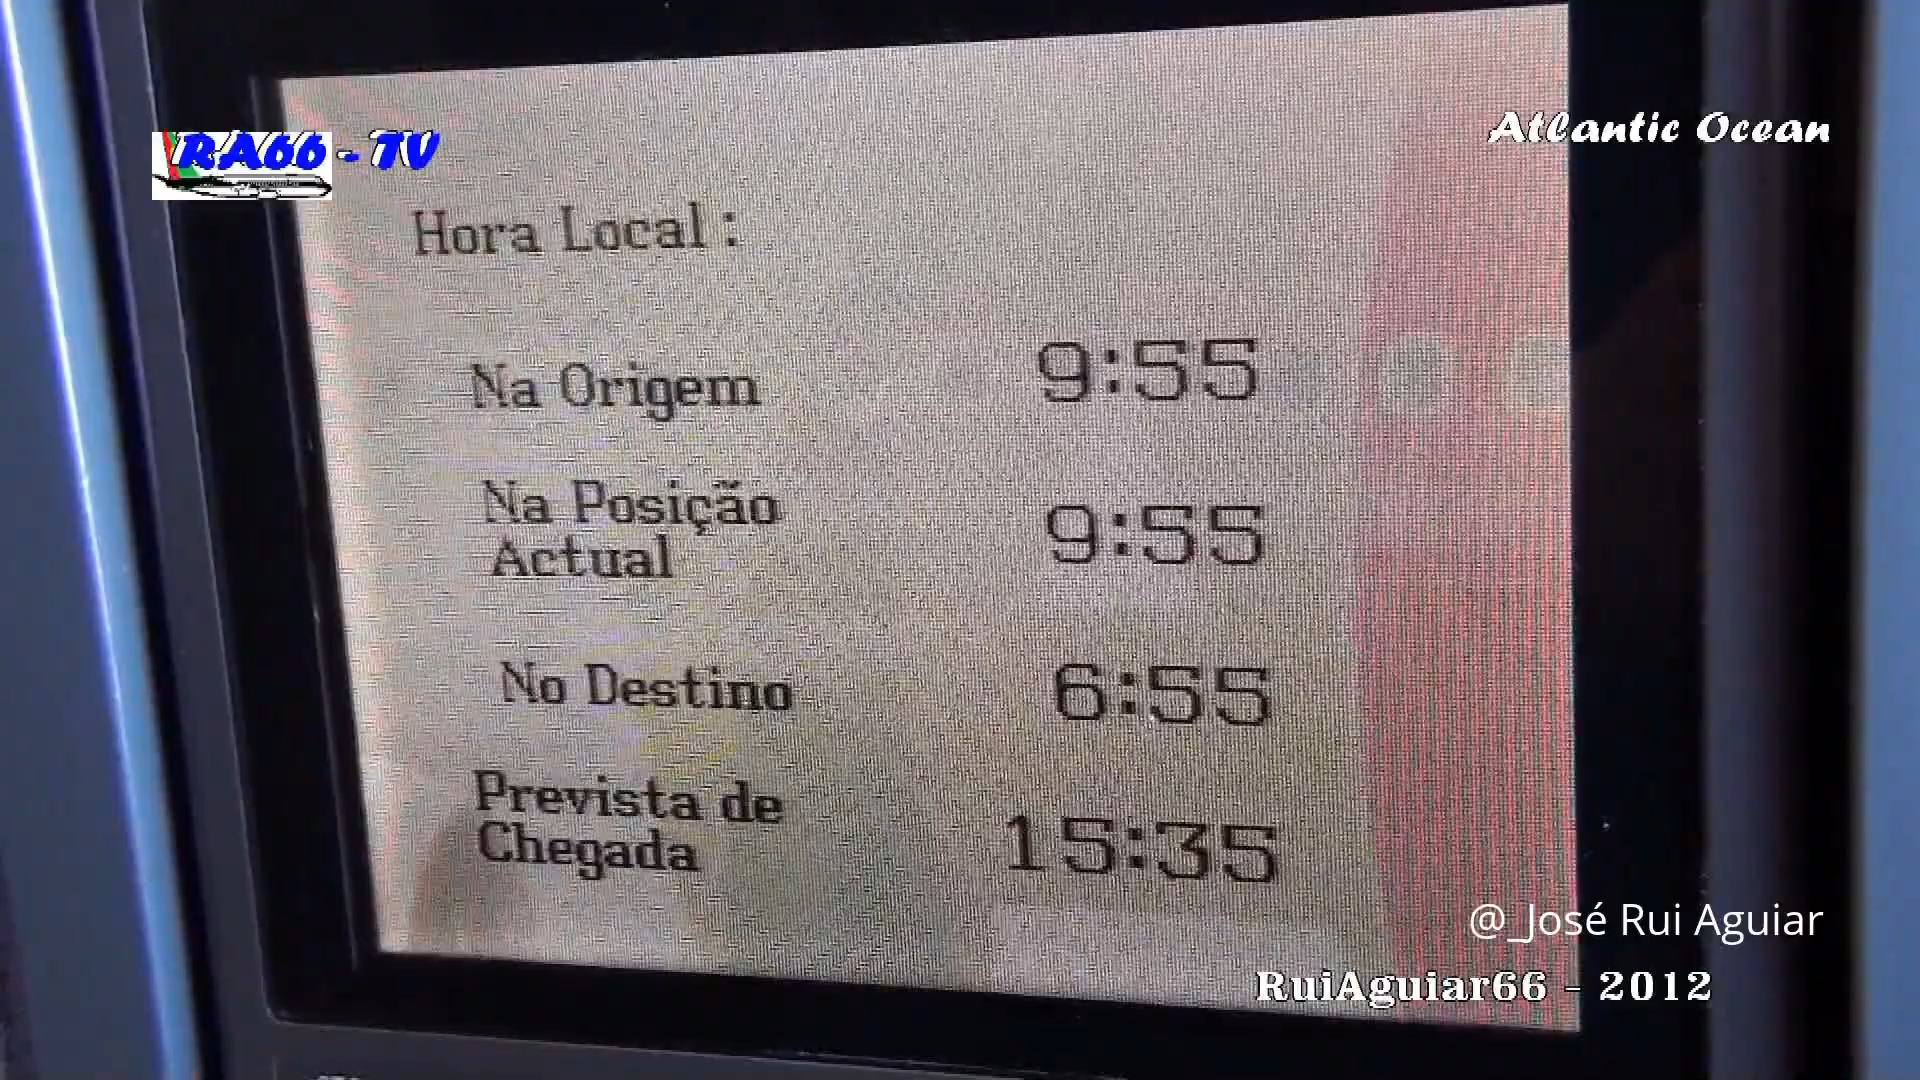 RA66 - TV
Atlantic Ocean
Hora Local :
Na Origem 9:55
Na Posição
Actual 9:55
No Destino 6:55
Prevista de
Chegada 15:35
@_José Rui Aguiar
RuiAguiar66 - 2012